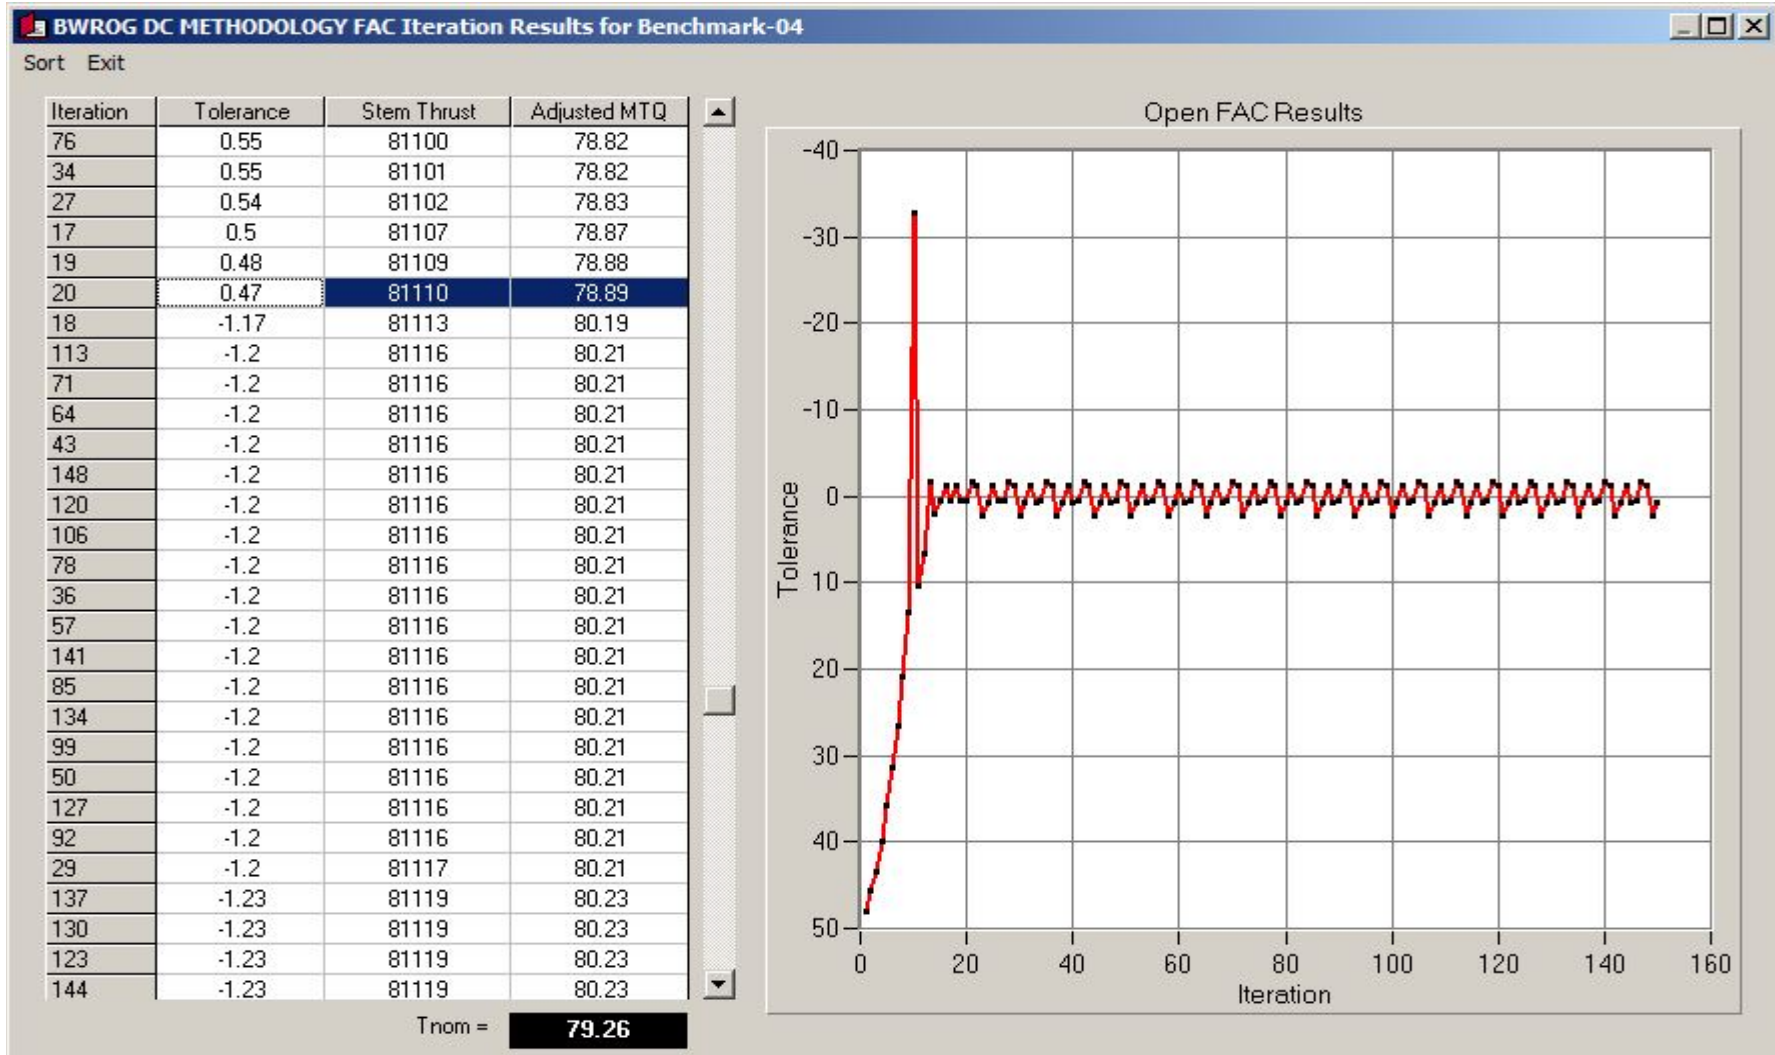 BWROG DC METHODOLOGY FAC Iteration Results for Benchmark-04
Sort Exit
Iteration Tolerance Stem Thrust Adjusted MTQ
76 0.55 81100 78.82
34 0.55 81101 78.82
27 0.54 81102 78.83
17 0.5 81107 78.87
19 0.48 81109 78.88
20 0.47 81110 78.89
18 -1.17 81113 80.19
113 -1.2 81116 80.21
71 -1.2 81116 80.21
64 -1.2 81116 80.21
43 -1.2 81116 80.21
148 -1.2 81116 80.21
120 -1.2 81116 80.21
106 -1.2 81116 80.21
78 -1.2 81116 80.21
36 -1.2 81116 80.21
57 -1.2 81116 80.21
141 -1.2 81116 80.21
85 -1.2 81116 80.21
134 -1.2 81116 80.21
99 -1.2 81116 80.21
50 -1.2 81116 80.21
127 -1.2 81116 80.21
92 -1.2 81116 80.21
29 -1.2 81117 80.21
137 -1.23 81119 80.23
130 -1.23 81119 80.23
123 -1.23 81119 80.23
144 -1.23 81119 80.23
Tnom = 79.26
Open FAC Results
Tolerance
-40
-30
-20
-10
0
10
20
30
40
50
0 20 40 60 80 100 120 140 160
Iteration